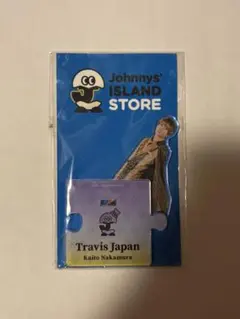 Johnnys'
ISLAND
STORE
Travis Japan
Kaito Nakamura